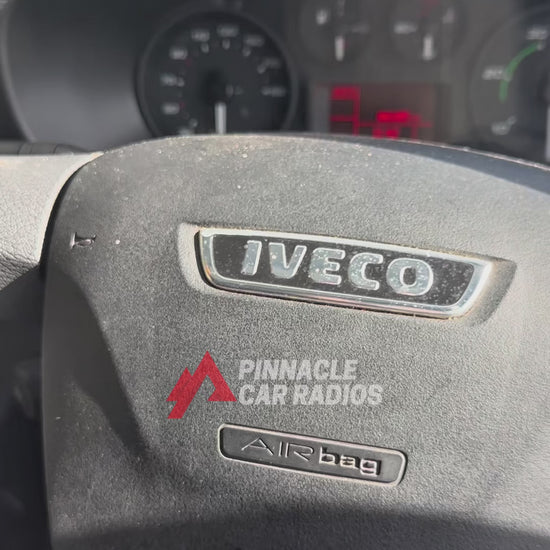 IVECO
PINNACLE
CAR RADIOS
AIRbag